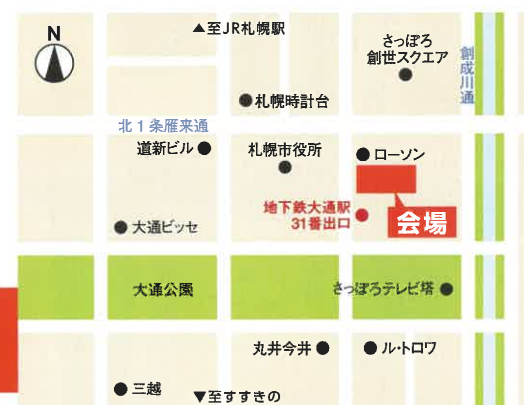 N
▲至JR札幌駅
さっぽろ
創世スクエア
創成川通
札幌時計台
北1条雁来通
道新ビル
札幌市役所
ローソン
地下鉄大通駅
31番出口
会場
大通ビッセ
大通公園
さっぽろテレビ塔
丸井今井
ル・トロワ
三越
▼至すすきの